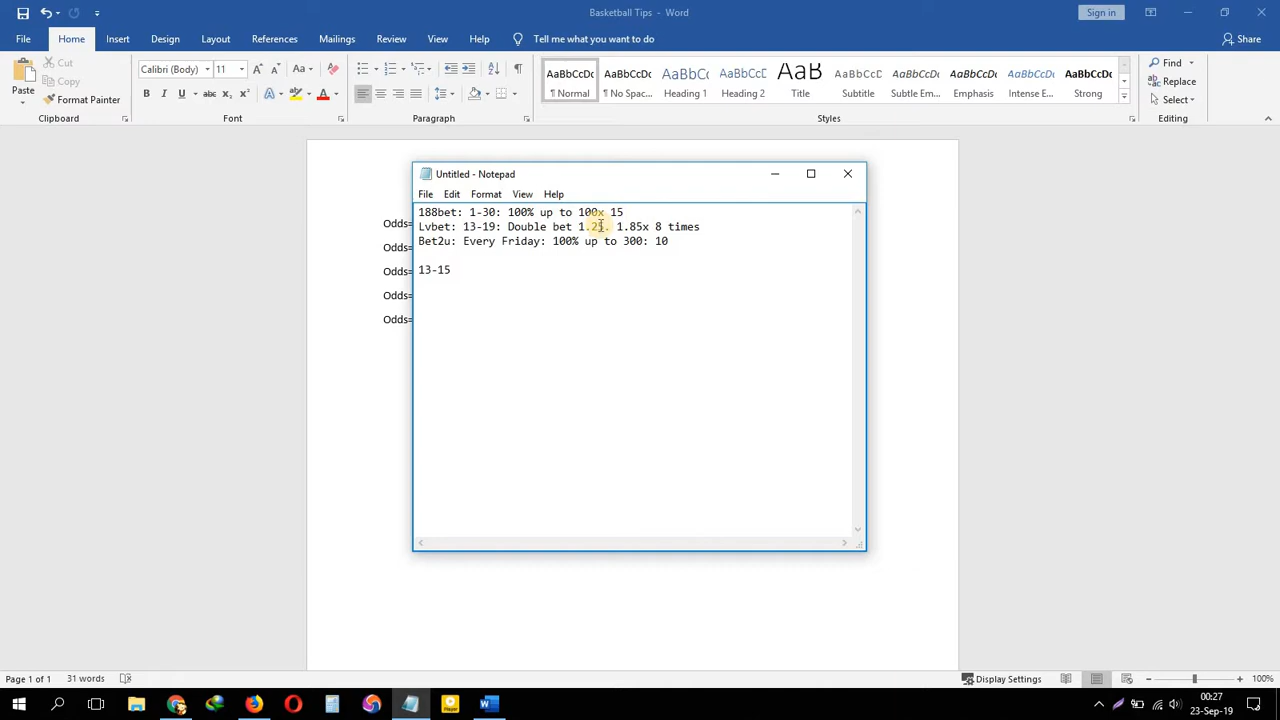 Basketball Tips - Word
Sign in
File Home Insert Design Layout References Mailings Review View Help Tell me what you want to do Share
Paste
Cut
Copy
Format Painter
Clipboard
Calibri (Body) 11
Font
Paragraph
AaBbCcDc AaBbCcDc AaBbC AaBbCcC AaB AaBbCcD AaBbCcDc AaBbCcDc AaBbCcDc AaBbCcDc
¶ Normal ¶ No Spac... Heading 1 Heading 2 Title Subtitle Subtle Em... Emphasis Intense E... Strong
Styles
Find
Replace
Select
Editing
Odds=
Odds=
Odds=
Odds=
Odds=
Untitled - Notepad
File Edit Format View Help
188bet: 1-30: 100% up to 100x 15
Lvbet: 13-19: Double bet 1.85x 8 times
Bet2u: Every Friday: 100% up to 300: 10
13-15
Page 1 of 1 31 words
Display Settings
100%
00:27
23-Sep-19